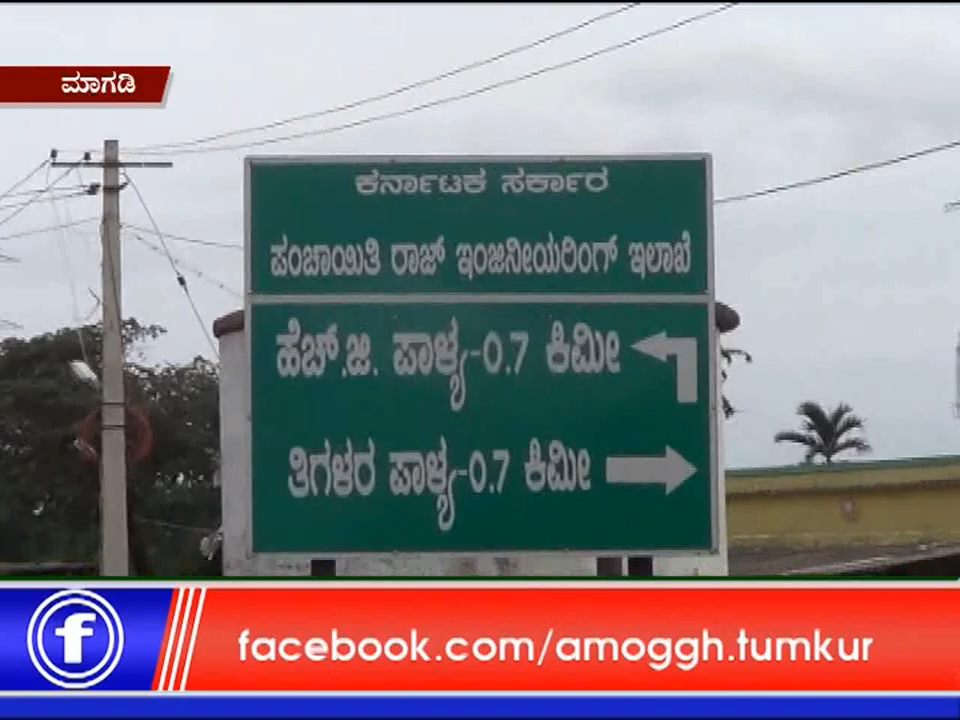 ಮಾಗಡಿ
ಕರ್ನಾಟಕ ಸರ್ಕಾರ
ಪಂಚಾಯಿತಿ ರಾಜ್ ಇಂಜನೀಯರಿಂಗ್ ಇಲಾಖೆ
ಹೆಚ್.ಜಿ. ಪಾಳ್ಯ-0.7 ಕಿಮೀ
ತಿಗಳರ ಪಾಳ್ಯ-0.7 ಕಿಮೀ
facebook.com/amoggh.tumkur